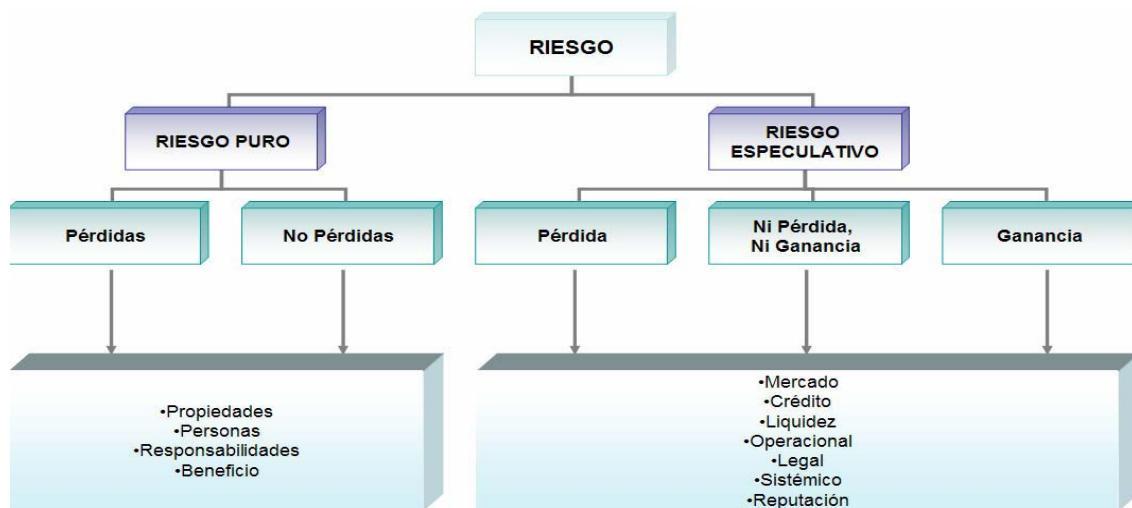 RIESGO
RIESGO PURO
RIESGO
ESPECULATIVO
Pérdidas
No Pérdidas
Pérdida
Ni Pérdida,
Ni Ganancia
Ganancia
•Propiedades
•Personas
•Responsabilidades
•Beneficio
•Mercado
•Crédito
•Liquidez
•Operacional
•Legal
•Sistémico
•Reputación